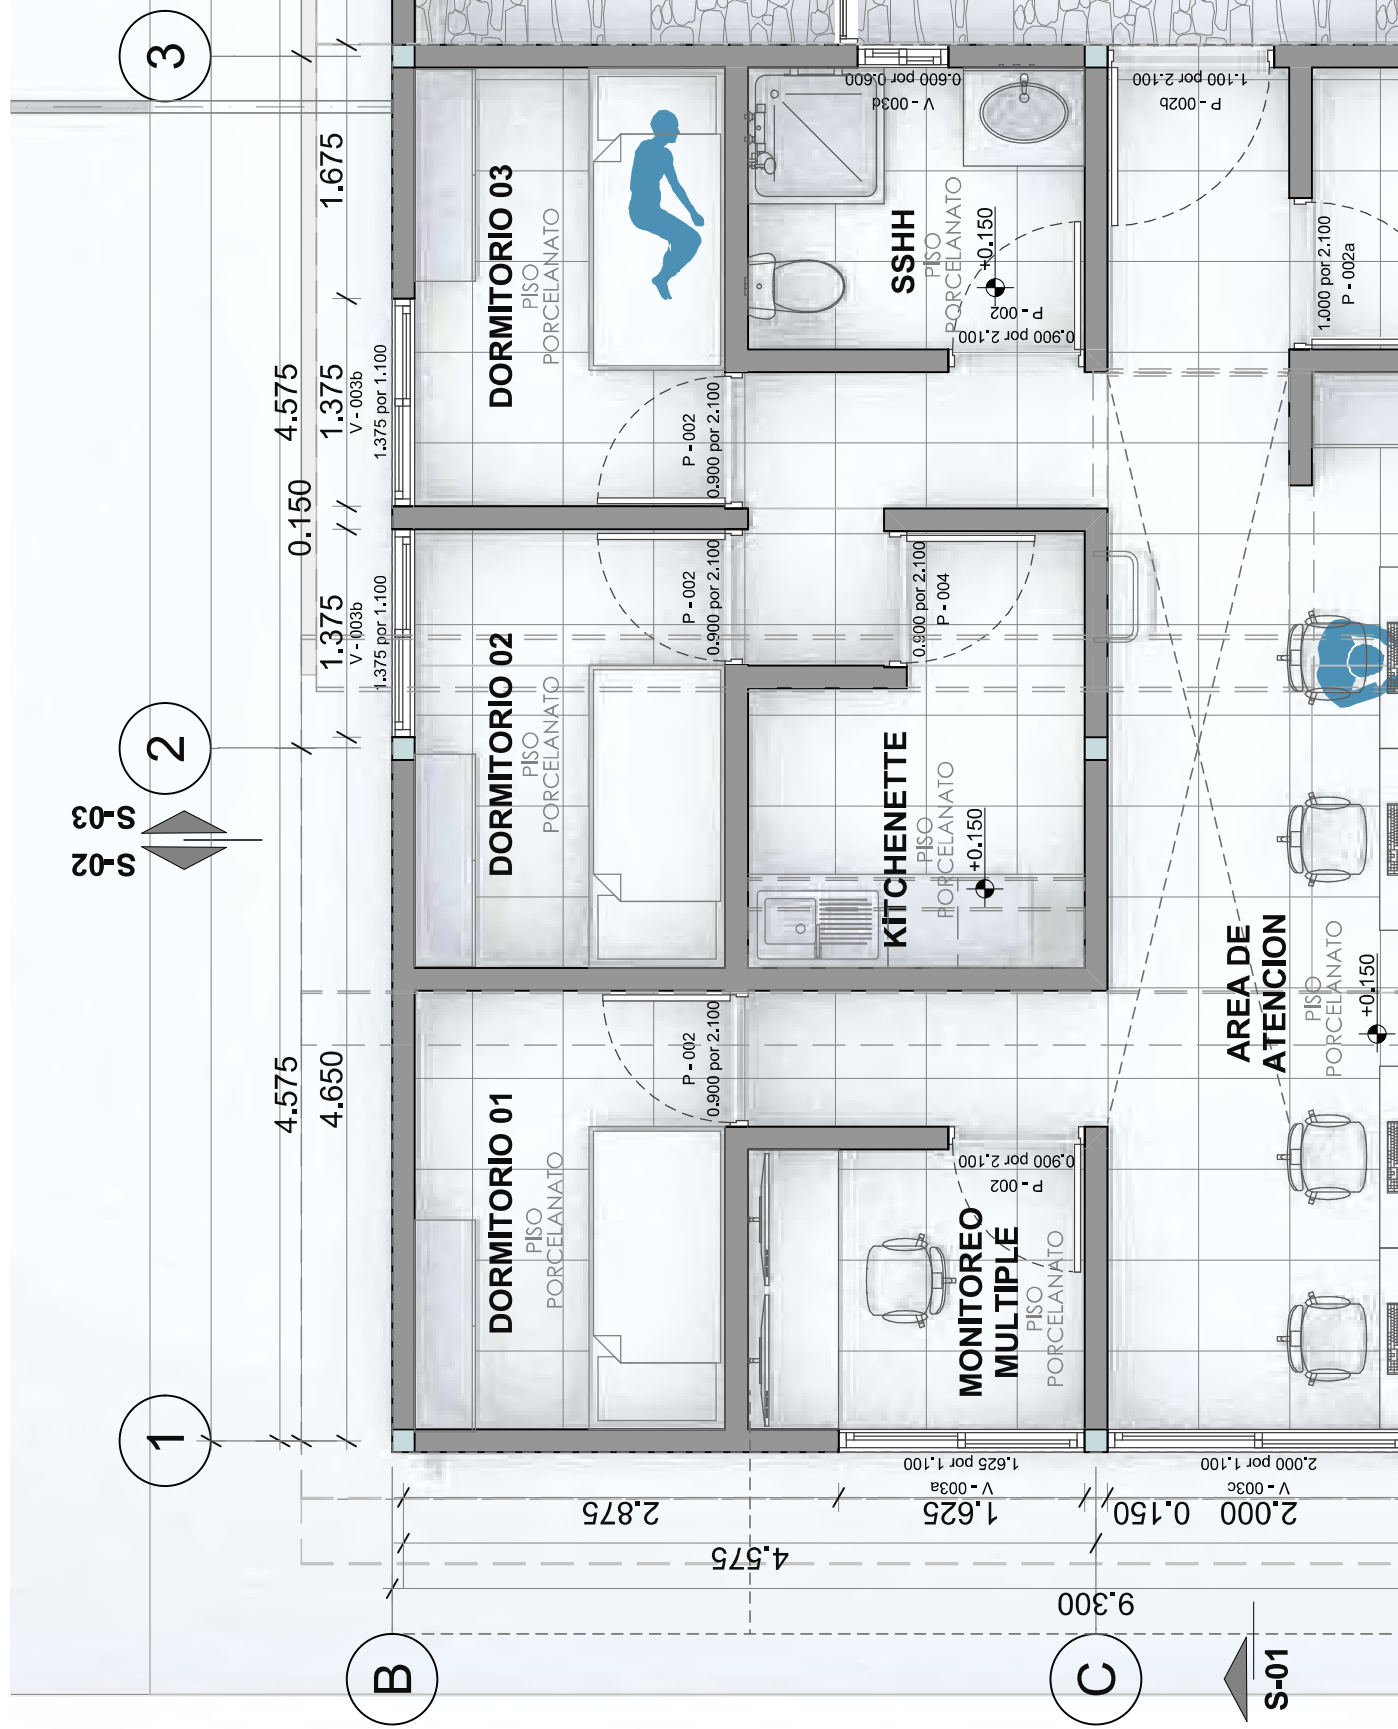 3
2
1
S-03
S-02
1.675
4.575
1.375
V - 003b
1.375 por 1.100
0.150
1.375
V - 003b
1.375 por 1.100
4.575
4.650
DORMITORIO 03
PISO
PORCELANATO
P - 002
0.900 por 2.100
DORMITORIO 02
PISO
PORCELANATO
P - 002
0.900 por 2.100
DORMITORIO 01
PISO
PORCELANATO
P - 002
0.900 por 2.100
V - 003d
0.600 por 0.600
SSHH
PISO
PORCELANATO
+0.150
P - 002
0.900 por 2.100
P - 002b
1.100 por 2.100
1.000 por 2.100
P - 002a
0.900 por 2.100
P - 004
KITCHENETTE
PISO
PORCELANATO
+0.150
AREA DE
ATENCION
PISO
PORCELANATO
+0.150
P - 002
0.900 por 2.100
MONITOREO
MULTIPLE
PISO
PORCELANATO
V - 003a
1.625 por 1.100
V - 003c
2.000 por 1.100
2.875
1.625
0.150
2.000
4.575
9.300
B
C
S-01